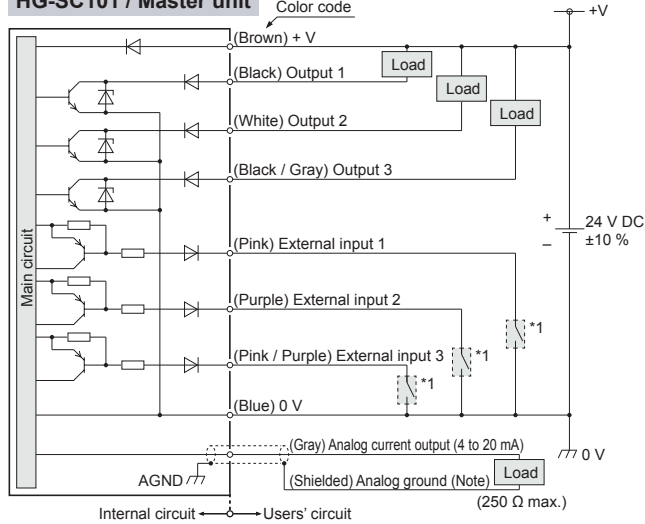 HG-SC101 / Master unit
Color code
+V
(Brown) + V
Load
(Black) Output 1
Load
(White) Output 2
Load
(Black / Gray) Output 3
Main circuit
+
–
24 V DC
±10 %
(Pink) External input 1
*1
(Purple) External input 2
*1
(Pink / Purple) External input 3
*1
(Blue) 0 V
(Gray) Analog current output (4 to 20 mA)
0 V
AGND
(Shielded) Analog ground (Note)
Load
(250 Ω max.)
Internal circuit
Users' circuit